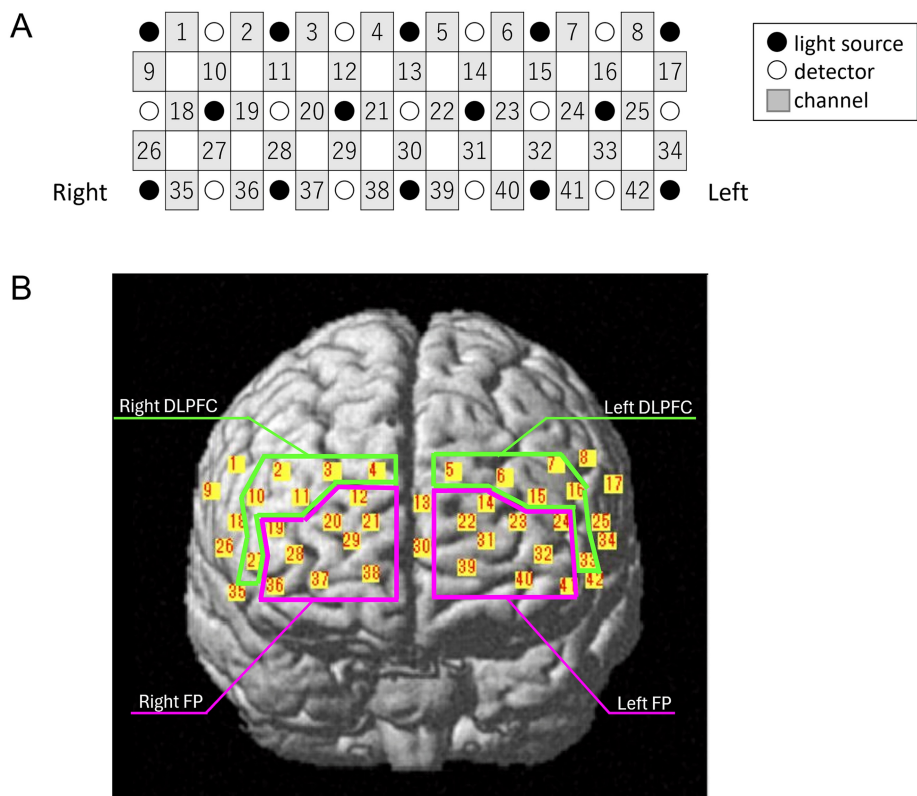 A
1 2 3 4 5 6 7 8
9 10 11 12 13 14 15 16 17
18 19 20 21 22 23 24 25
26 27 28 29 30 31 32 33 34
Right 35 36 37 38 39 40 41 42 Left
light source
detector
channel
B
Right DLPFC Left DLPFC
1 2 3 4 5 6 7 8
9 10 11 12 13 14 15 16 17
18 19 20 21 22 23 24 25
26 27 28 29 30 31 32 33 34
35 36 37 38 39 40 4 42
Right FP Left FP